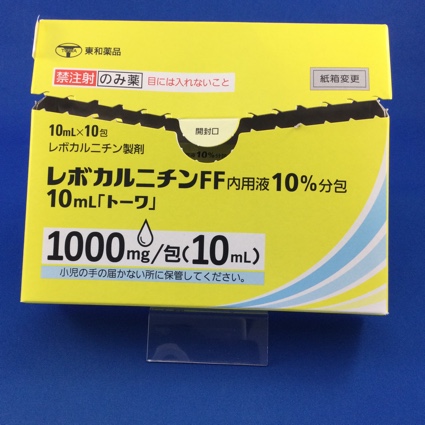 東和薬品
禁注射 のみ薬 目には入れないこと
紙箱変更
開封口
10mL×10包
レボカルニチン製剤
レボカルニチンFF内用液10%分包
10mL「トーワ」
1000mg/包(10mL)
小児の手の届かない所に保管してください。